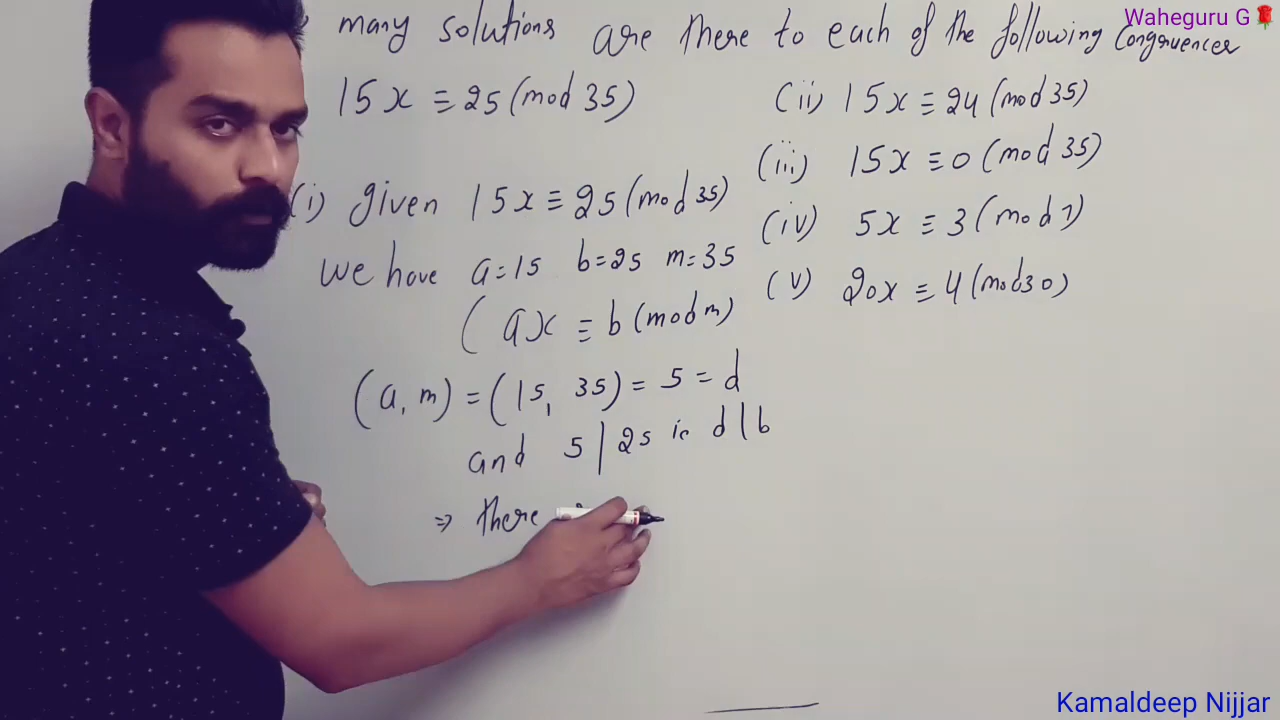 many solutions are there to each of the following Congruences
Waheguru G🌹
15x ≡ 25 (mod 35)
(ii) 15x ≡ 24 (mod 35)
(iii) 15x ≡ 0 (mod 35)
(iv) 5x ≡ 3 (mod 7)
(v) 20x ≡ 4 (mod 30)
(i) given 15x ≡ 25 (mod 35)
we have a=15 b=25 m=35
( ax ≡ b (mod m)
(a, m) = (15, 35) = 5 = d
and 5 | 25 ie d | b
⇒ there
Kamaldeep Nijjar